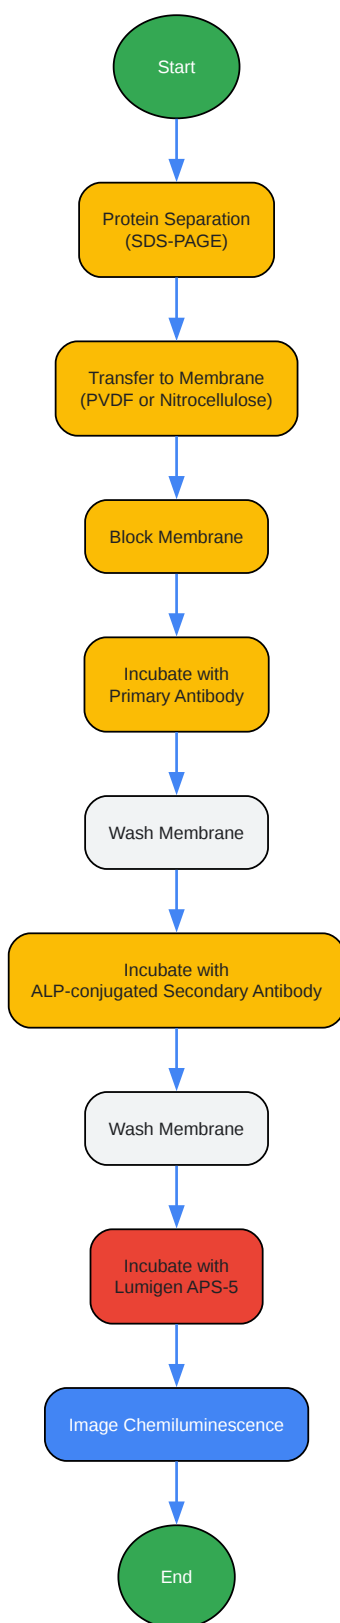 Start
Protein Separation
(SDS-PAGE)
Transfer to Membrane
(PVDF or Nitrocellulose)
Block Membrane
Incubate with
Primary Antibody
Wash Membrane
Incubate with
ALP-conjugated Secondary Antibody
Wash Membrane
Incubate with
Lumigen APS-5
Image Chemiluminescence
End